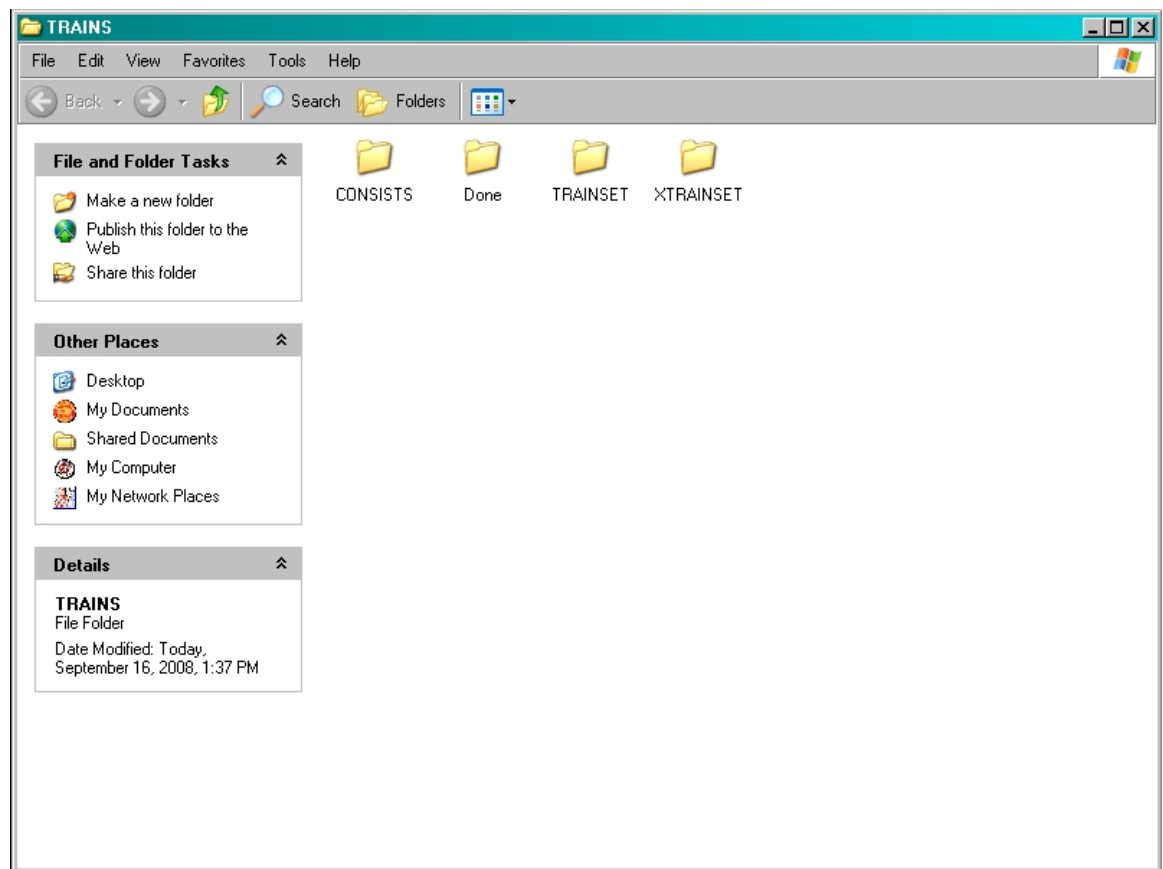 TRAINS
File Edit View Favorites Tools Help
Back Search Folders
File and Folder Tasks
Make a new folder
Publish this folder to the
Web
Share this folder
CONSISTS Done TRAINSET XTRAINSET
Other Places
Desktop
My Documents
Shared Documents
My Computer
My Network Places
Details
TRAINS
File Folder
Date Modified: Today,
September 16, 2008, 1:37 PM